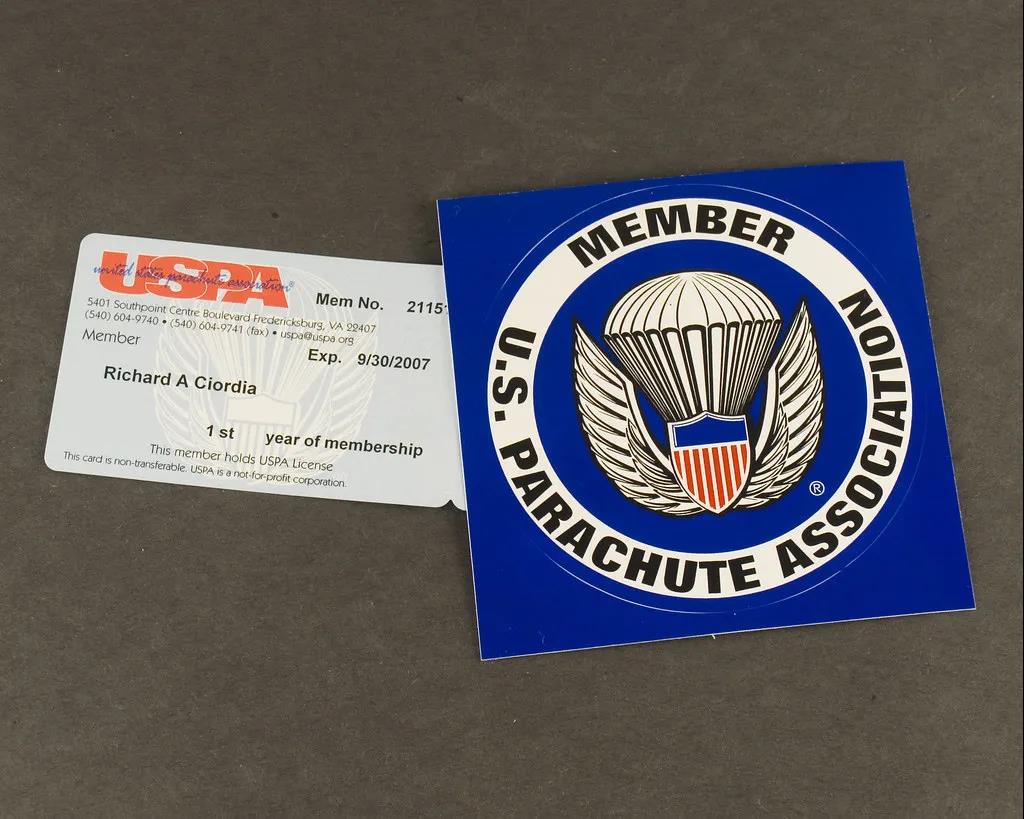 USPA
united states parachute association®
Mem No. 21151
5401 Southpoint Centre Boulevard Fredericksburg, VA 22407
(540) 604-9740 • (540) 604-9741 (fax) • uspa@uspa.org
Member
Exp. 9/30/2007
Richard A Ciordia
1 st year of membership
This member holds USPA License
This card is non-transferable. USPA is a not-for-profit corporation.
MEMBER
U.S. PARACHUTE ASSOCIATION
®